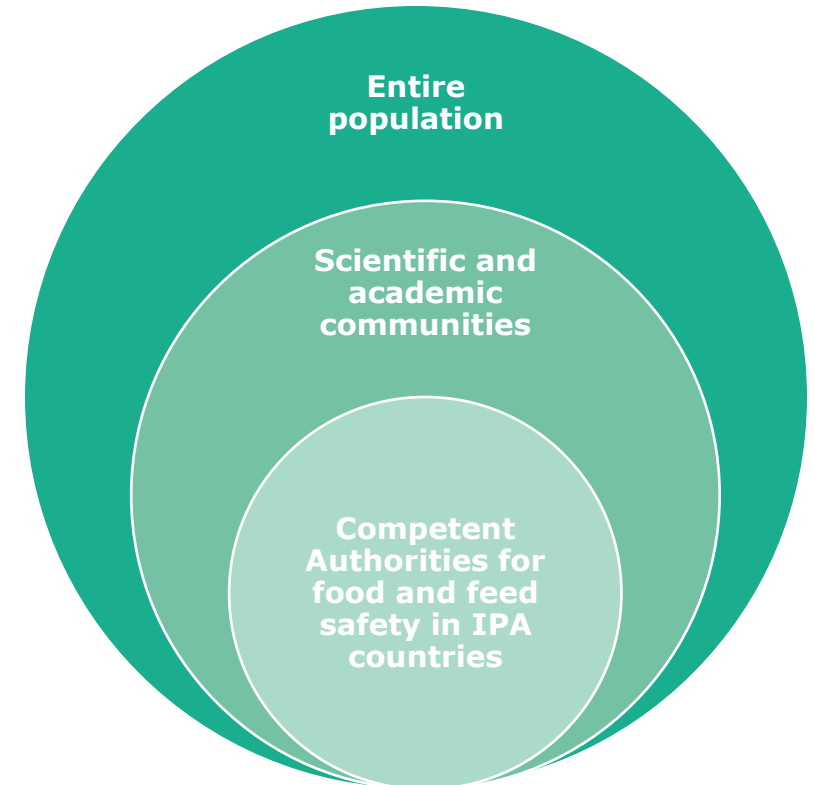 Entire
population
Scientific and
academic
communities
Competent
Authorities for
food and feed
safety in IPA
countries